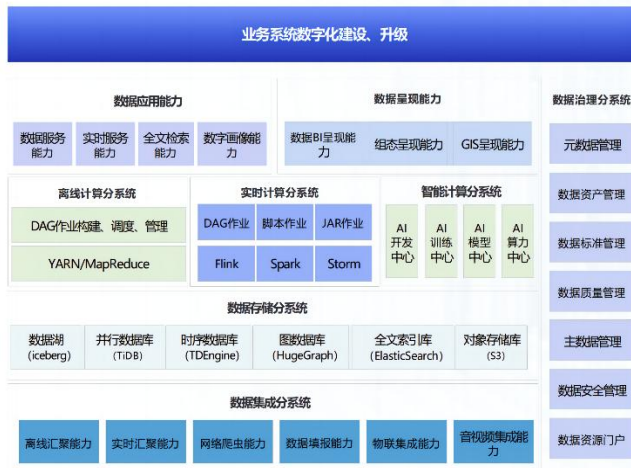 业务系统数字化建设、升级
数据应用能力
数据服务
能力
实时服务
能力
全文检索
能力
数字画像能
力
数据呈现能力
数据BI呈现能
力
组态呈现能力
GIS呈现能力
离线计算分系统
DAG作业构建、调度、管理
YARN/MapReduce
实时计算分系统
DAG作业
脚本作业
JAR作业
Flink
Spark
Storm
智能计算分系统
AI
开发
中心
AI
训练
中心
AI
模型
中心
AI
算力
中心
数据存储分系统
数据湖
(iceberg)
并行数据库
(TiDB)
时序数据库
(TDEngine)
图数据库
(HugeGraph)
全文索引库
(ElasticSearch)
对象存储库
(S3)
数据集成分系统
离线汇聚能力
实时汇聚能力
网络爬虫能力
数据填报能力
物联集成能力
音视频集成能
力
数据治理分系统
元数据管理
数据资产管理
数据标准管理
数据质量管理
主数据管理
数据安全管理
数据资源门户